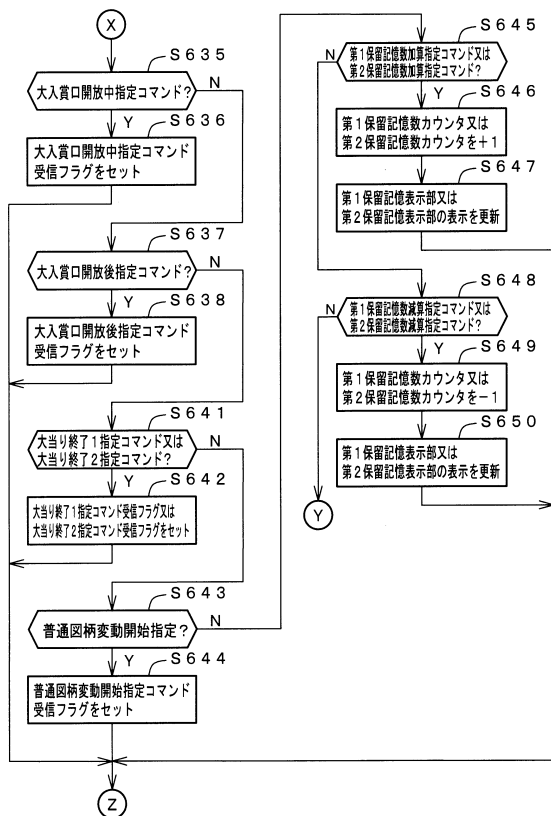 X
S635
大入賞口開放中指定コマンド?
N
Y
S636
大入賞口開放中指定コマンド
受信フラグをセット
S637
大入賞口開放後指定コマンド?
N
Y
S638
大入賞口開放後指定コマンド
受信フラグをセット
S641
大当り終了1指定コマンド又は
大当り終了2指定コマンド?
N
Y
S642
大当り終了1指定コマンド受信フラグ又は
大当り終了2指定コマンド受信フラグをセット
S643
普通図柄変動開始指定?
N
Y
S644
普通図柄変動開始指定コマンド
受信フラグをセット
Z
S645
N
第1保留記憶数加算指定コマンド又は
第2保留記憶数加算指定コマンド?
Y
S646
第1保留記憶数カウンタ又は
第2保留記憶数カウンタを+1
S647
第1保留記憶表示部又は
第2保留記憶表示部の表示を更新
S648
N
第1保留記憶数減算指定コマンド又は
第2保留記憶数減算指定コマンド?
Y
S649
第1保留記憶数カウンタ又は
第2保留記憶数カウンタを-1
S650
第1保留記憶表示部又は
第2保留記憶表示部の表示を更新
Y